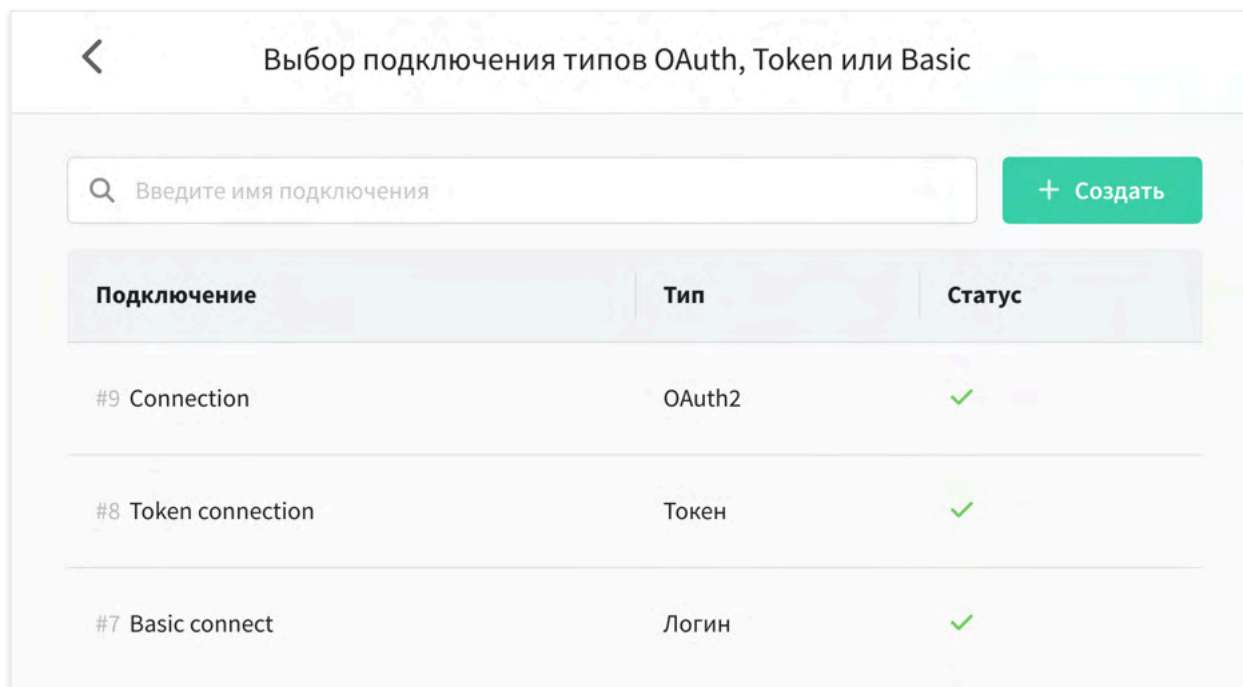 Выбор подключения типов OAuth, Token или Basic
Введите имя подключения
+ Создать
Подключение Тип Статус
#9 Connection OAuth2
#8 Token connection Токен
#7 Basic connect Логин